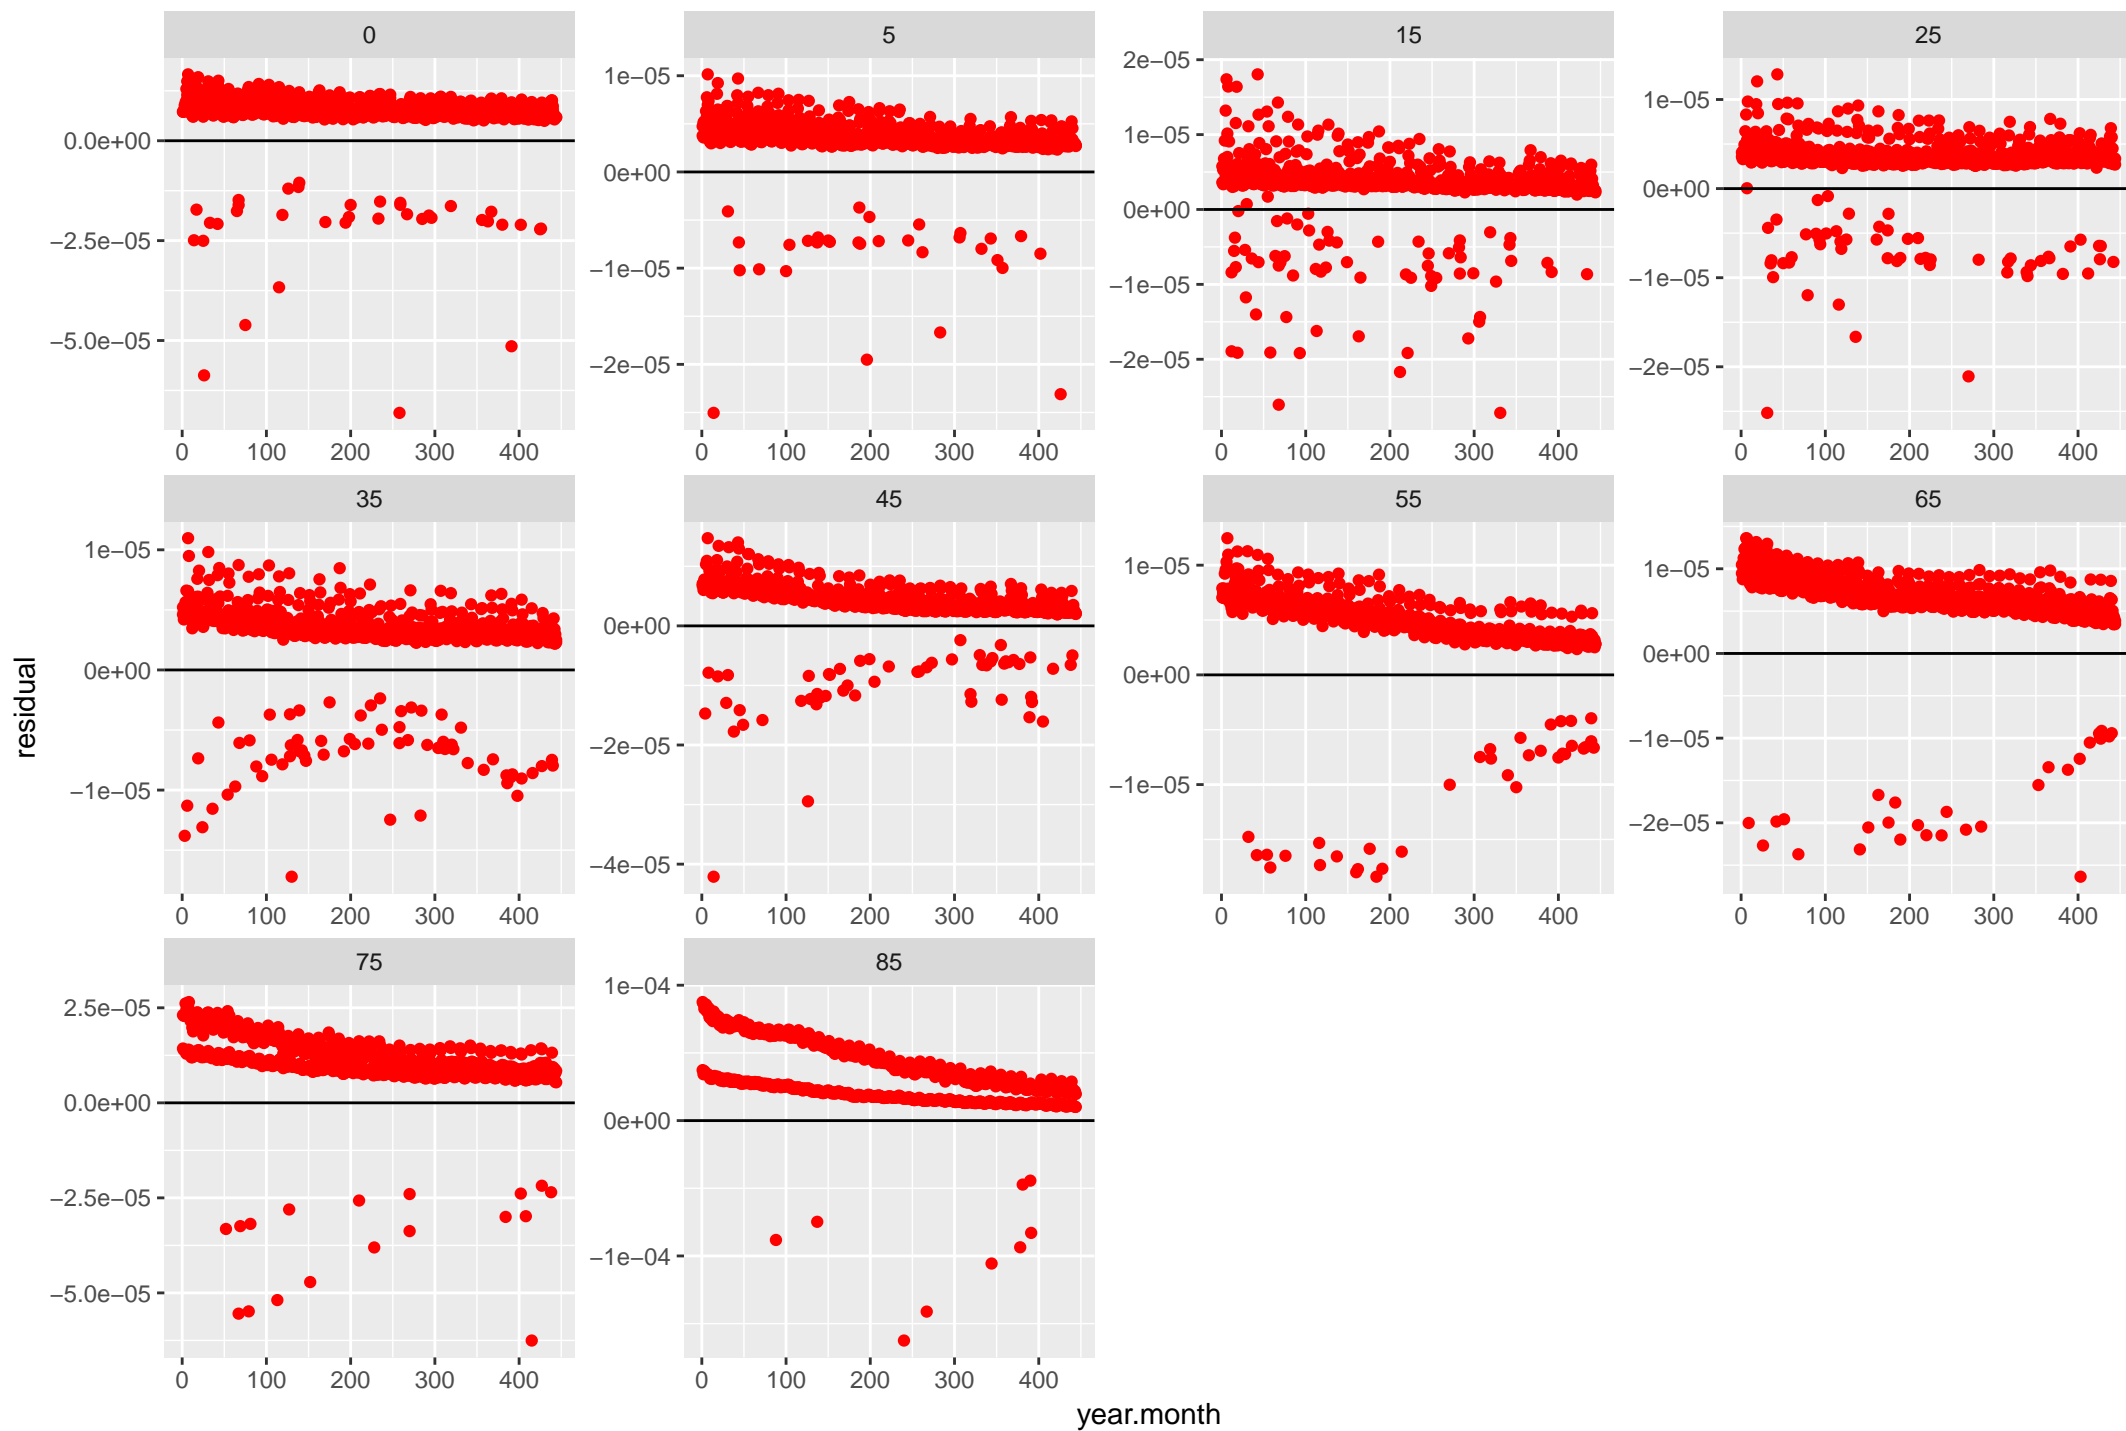 0 5 15 25
0.0e+00
−2.5e−05
−5.0e−05
1e−05
0e+00
−1e−05
−2e−05
2e−05
1e−05
0e+00
−1e−05
−2e−05
1e−05
0e+00
−1e−05
−2e−05
0 100 200 300 400 0 100 200 300 400 0 100 200 300 400 0 100 200 300 400
35 45 55 65
1e−05
0e+00
−1e−05
0e+00
−2e−05
−4e−05
1e−05
0e+00
−1e−05
1e−05
0e+00
−1e−05
−2e−05
0 100 200 300 400 0 100 200 300 400 0 100 200 300 400 0 100 200 300 400
75 85
2.5e−05
0.0e+00
−2.5e−05
−5.0e−05
1e−04
0e+00
−1e−04
0 100 200 300 400 0 100 200 300 400
residual
year.month